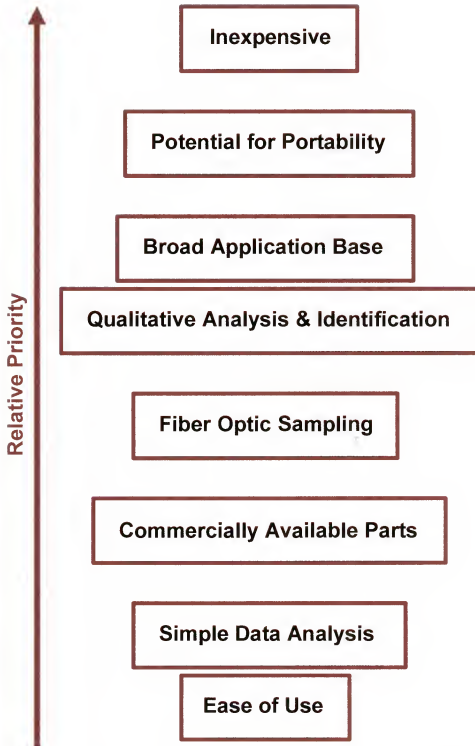 Inexpensive
Potential for Portability
Broad Application Base
Qualitative Analysis & Identification
Relative Priority
Fiber Optic Sampling
Commercially Available Parts
Simple Data Analysis
Ease of Use